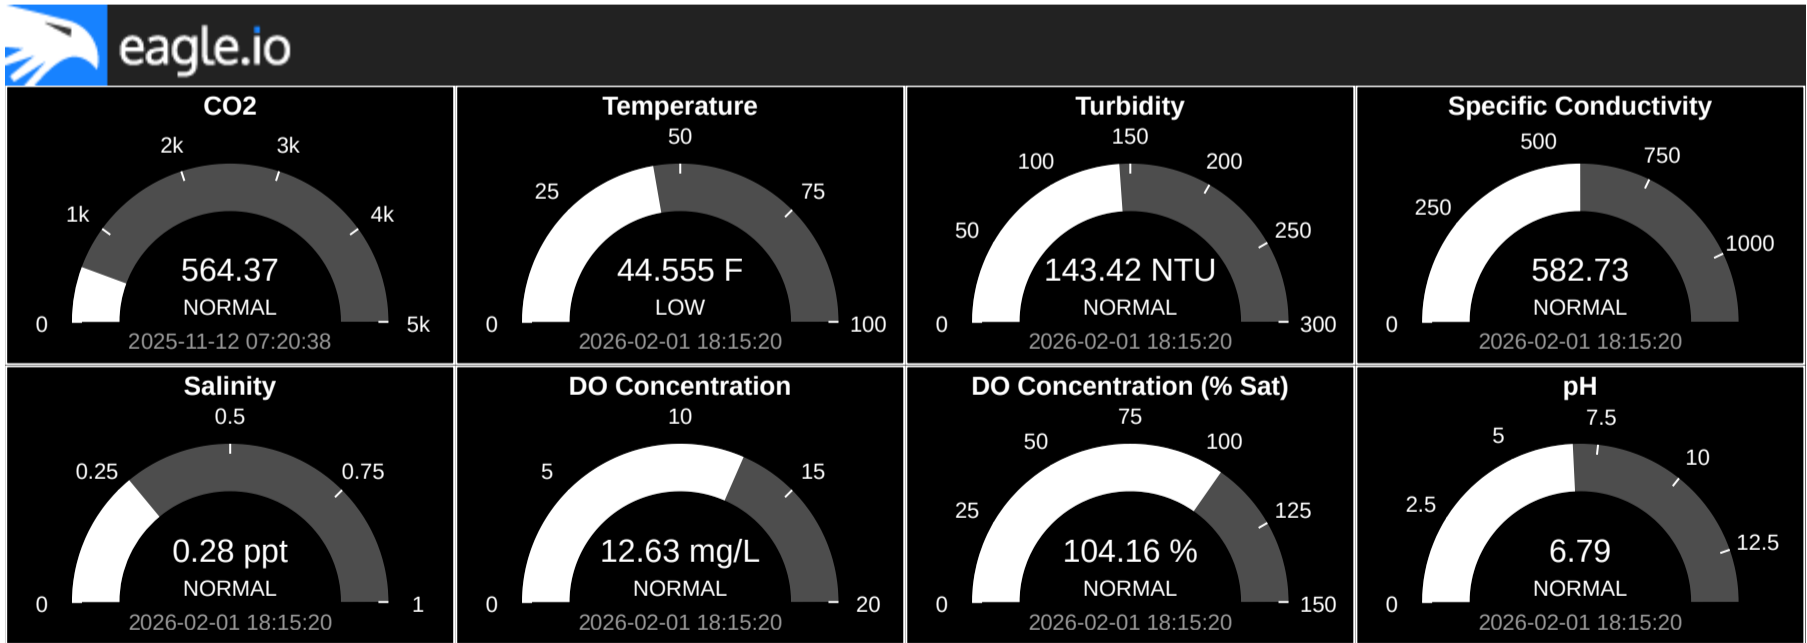 eagle.io
CO2
0
1k
2k
3k
4k
5k
564.37
NORMAL
2025-11-12 07:20:38
Temperature
0
25
50
75
100
44.555 F
LOW
2026-02-01 18:15:20
Turbidity
0
50
100
150
200
250
300
143.42 NTU
NORMAL
2026-02-01 18:15:20
Specific Conductivity
0
250
500
750
1000
582.73
NORMAL
2026-02-01 18:15:20
Salinity
0
0.25
0.5
0.75
1
0.28 ppt
NORMAL
2026-02-01 18:15:20
DO Concentration
0
5
10
15
20
12.63 mg/L
NORMAL
2026-02-01 18:15:20
DO Concentration (% Sat)
0
25
50
75
100
125
150
104.16 %
NORMAL
2026-02-01 18:15:20
pH
0
2.5
5
7.5
10
12.5
6.79
NORMAL
2026-02-01 18:15:20